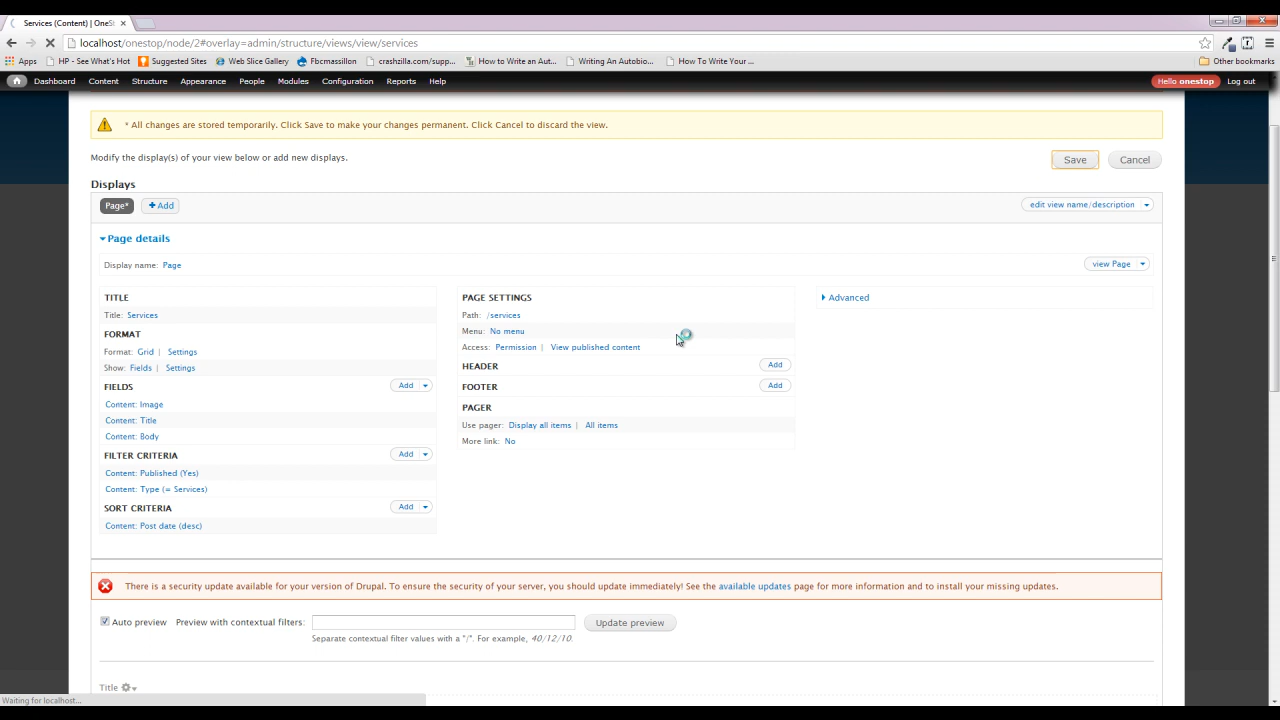 Services (Content) | OneSt
localhost/onestop/node/2#overlay=admin/structure/views/view/services
Apps HP - See What's Hot Suggested Sites Web Slice Gallery Fbcmassillon crashzilla.com/supp... How to Write an Aut... Writing An Autobio... How To Write Your ... Other bookmarks
Dashboard Content Structure Appearance People Modules Configuration Reports Help Hello onestop Log out
* All changes are stored temporarily. Click Save to make your changes permanent. Click Cancel to discard the view.
Modify the display(s) of your view below or add new displays.
Save Cancel
Displays
Page* Add edit view name/description
Page details
Display name: Page view Page
TITLE
Title: Services
FORMAT
Format: Grid | Settings
Show: Fields | Settings
FIELDS Add
Content: Image
Content: Title
Content: Body
FILTER CRITERIA Add
Content: Published (Yes)
Content: Type (= Services)
SORT CRITERIA Add
Content: Post date (desc)
PAGE SETTINGS
Path: /services
Menu: No menu
Access: Permission | View published content
HEADER Add
FOOTER Add
PAGER
Use pager: Display all items | All items
More link: No
Advanced
There is a security update available for your version of Drupal. To ensure the security of your server, you should update immediately! See the available updates page for more information and to install your missing updates.
Auto preview Preview with contextual filters: Update preview
Separate contextual filter values with a "/". For example, 40/12/10.
Title
Waiting for localhost...